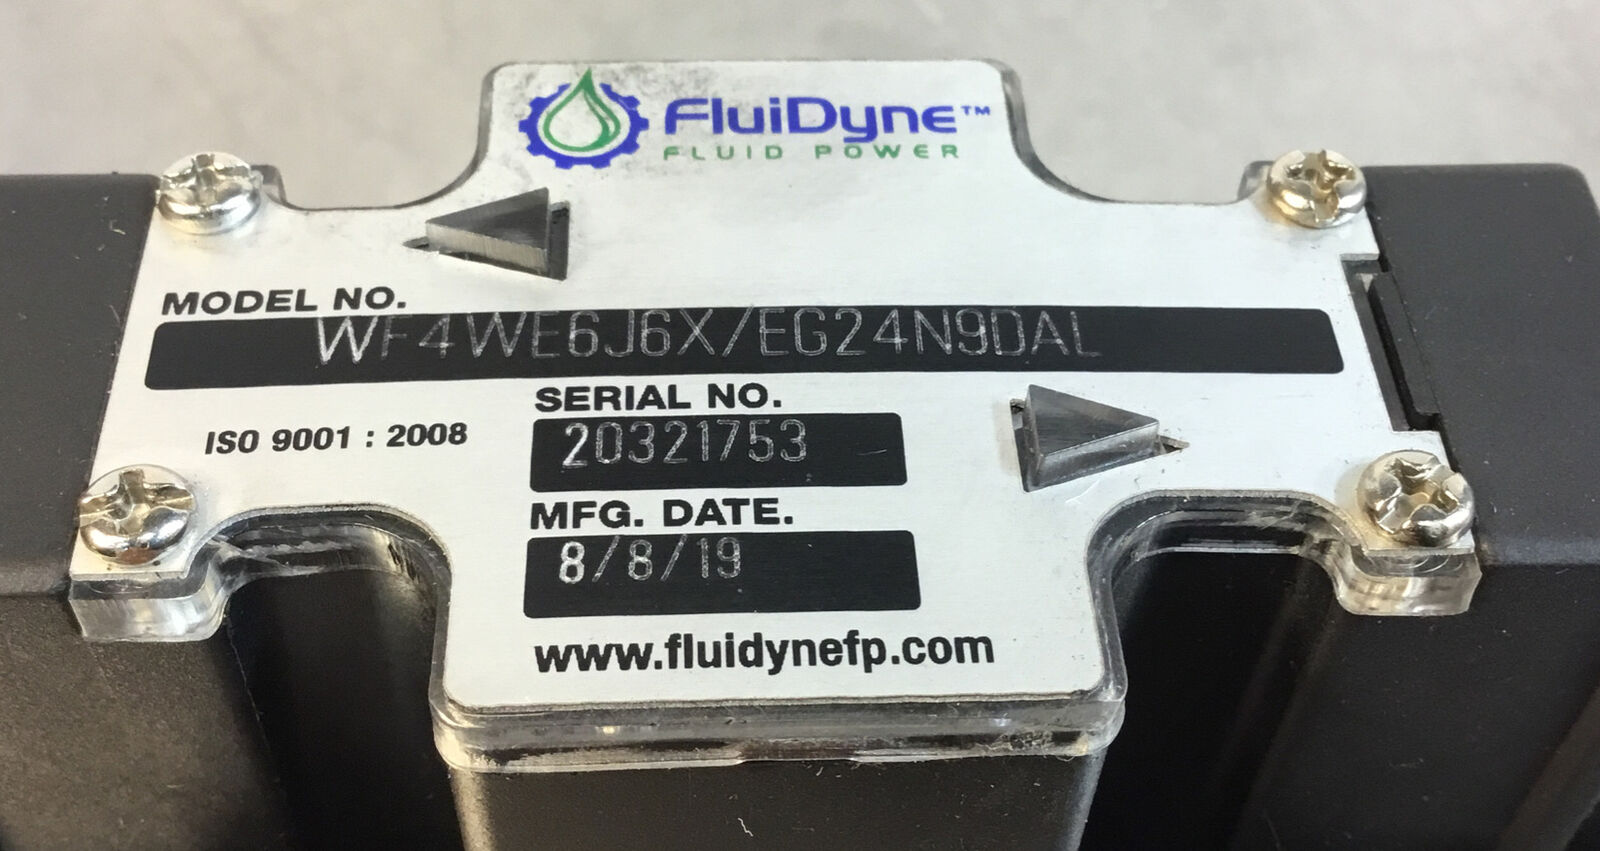 FluiDyne™
FLUID POWER
MODEL NO.
WF4WE6J6X/EG24N9DAL
SERIAL NO.
20321753
ISO 9001 : 2008
MFG. DATE.
8/8/19
www.fluidynefp.com